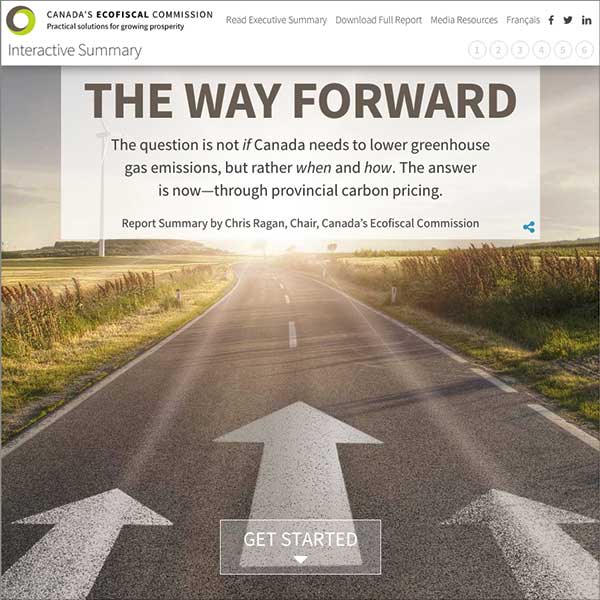 CANADA'S ECOFISCAL COMMISSION
Practical solutions for growing prosperity
Read Executive Summary Download Full Report Media Resources Français
Interactive Summary
1 2 3 4 5 6
THE WAY FORWARD
The question is not if Canada needs to lower greenhouse
gas emissions, but rather when and how. The answer
is now—through provincial carbon pricing.
Report Summary by Chris Ragan, Chair, Canada's Ecofiscal Commission
GET STARTED